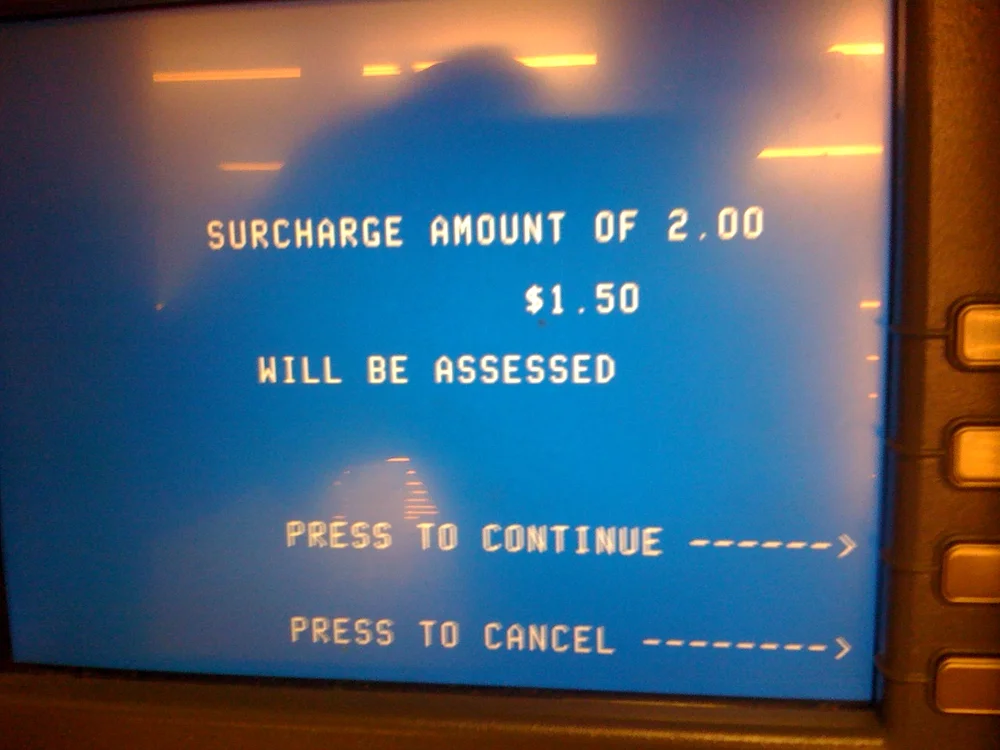 SURCHARGE AMOUNT OF 2.00
$1.50
WILL BE ASSESSED
PRESS TO CONTINUE ------>
PRESS TO CANCEL -------->